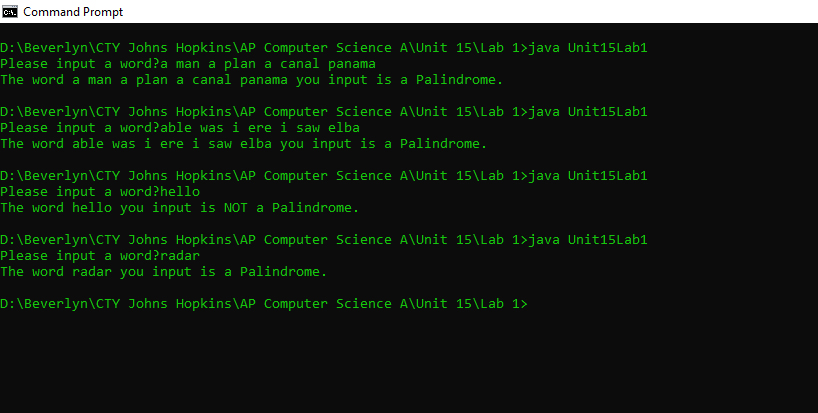 Command Prompt
D:\Beverlyn\CTY Johns Hopkins\AP Computer Science A\Unit 15\Lab 1>java Unit15Lab1
Please input a word?a man a plan a canal panama
The word a man a plan a canal panama you input is a Palindrome.
D:\Beverlyn\CTY Johns Hopkins\AP Computer Science A\Unit 15\Lab 1>java Unit15Lab1
Please input a word?able was i ere i saw elba
The word able was i ere i saw elba you input is a Palindrome.
D:\Beverlyn\CTY Johns Hopkins\AP Computer Science A\Unit 15\Lab 1>java Unit15Lab1
Please input a word?hello
The word hello you input is NOT a Palindrome.
D:\Beverlyn\CTY Johns Hopkins\AP Computer Science A\Unit 15\Lab 1>java Unit15Lab1
Please input a word?radar
The word radar you input is a Palindrome.
D:\Beverlyn\CTY Johns Hopkins\AP Computer Science A\Unit 15\Lab 1>